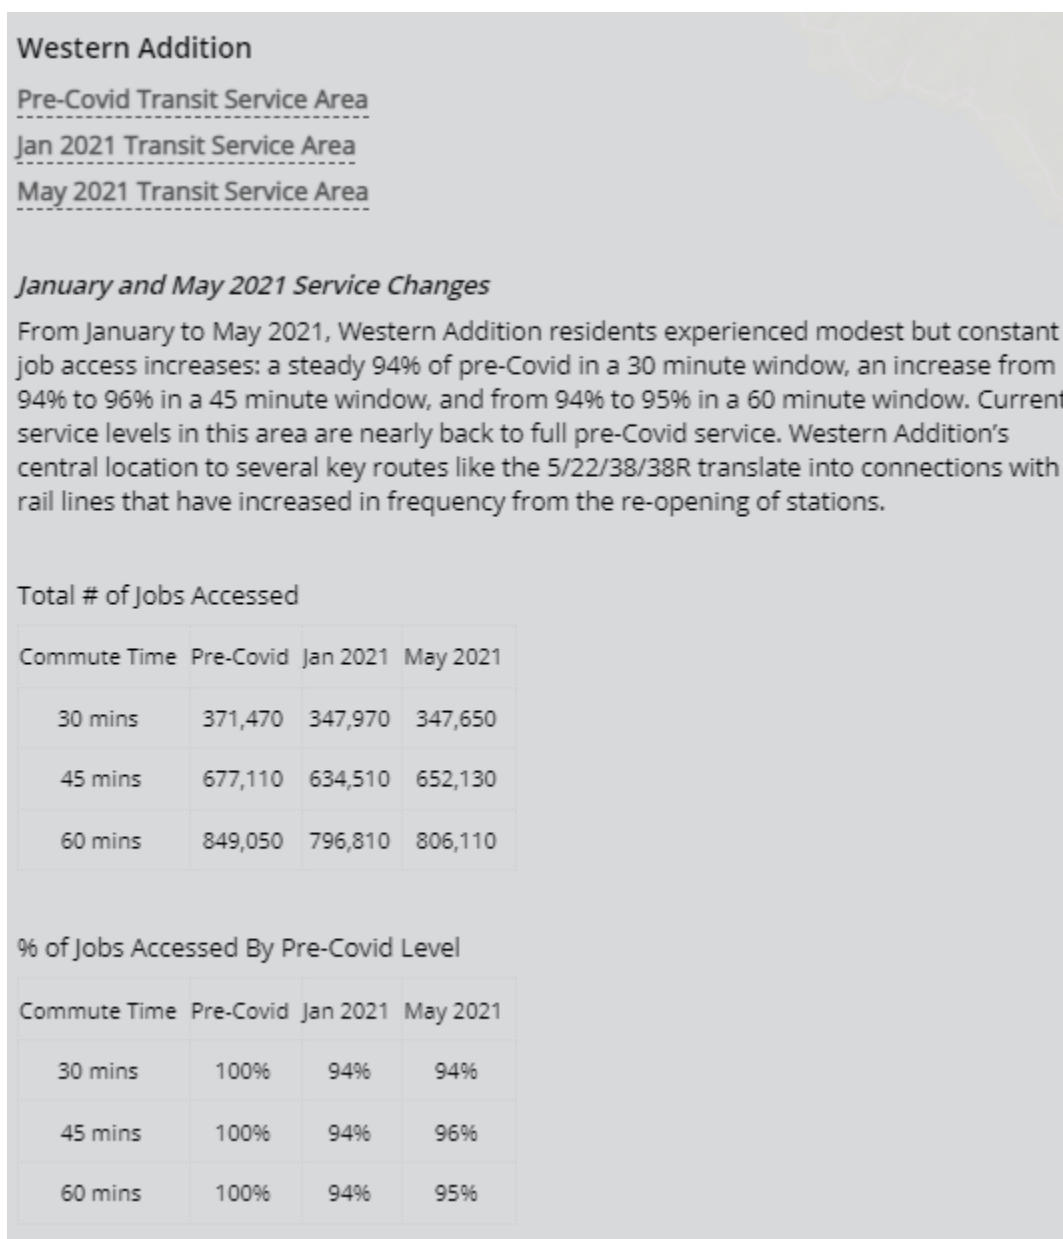 Western Addition
Pre-Covid Transit Service Area
Jan 2021 Transit Service Area
May 2021 Transit Service Area
January and May 2021 Service Changes
From January to May 2021, Western Addition residents experienced modest but constant
job access increases: a steady 94% of pre-Covid in a 30 minute window, an increase from
94% to 96% in a 45 minute window, and from 94% to 95% in a 60 minute window. Current
service levels in this area are nearly back to full pre-Covid service. Western Addition’s
central location to several key routes like the 5/22/38/38R translate into connections with
rail lines that have increased in frequency from the re-opening of stations.
Total # of Jobs Accessed
Commute Time Pre-Covid Jan 2021 May 2021
30 mins 371,470 347,970 347,650
45 mins 677,110 634,510 652,130
60 mins 849,050 796,810 806,110
% of Jobs Accessed By Pre-Covid Level
Commute Time Pre-Covid Jan 2021 May 2021
30 mins 100% 94% 94%
45 mins 100% 94% 96%
60 mins 100% 94% 95%